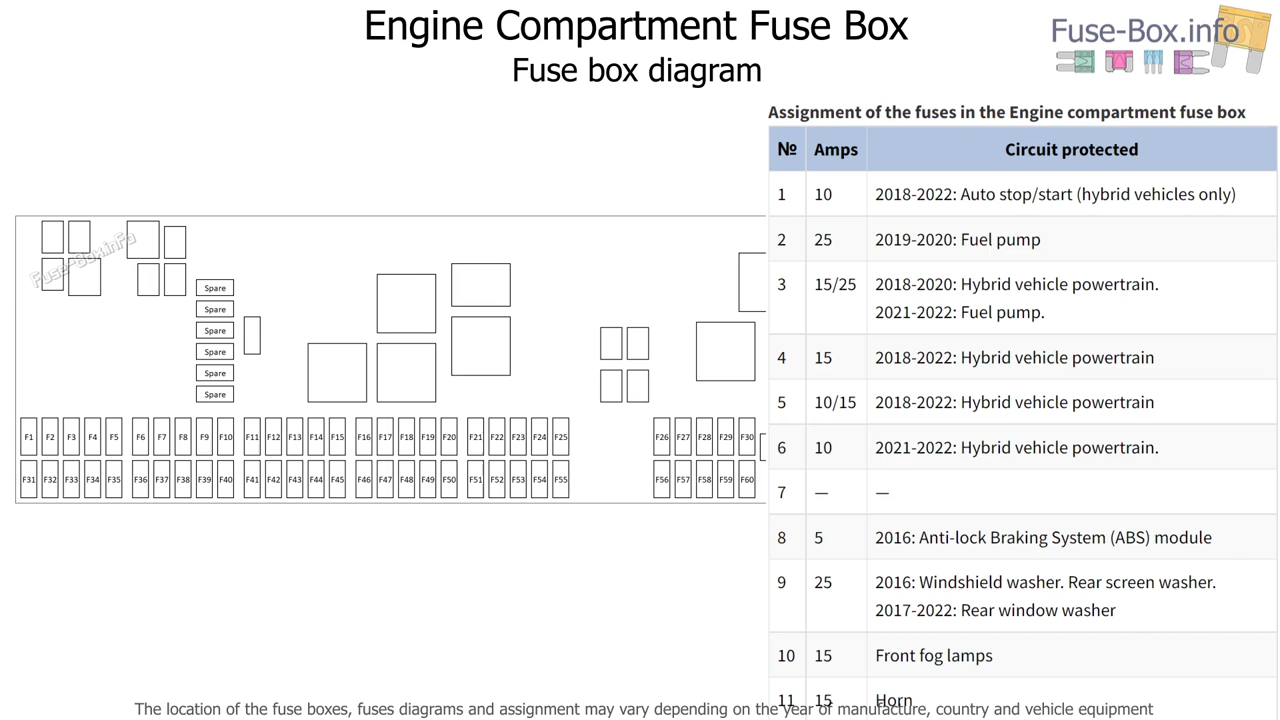 Engine Compartment Fuse Box
Fuse box diagram
Fuse-Box.info
Assignment of the fuses in the Engine compartment fuse box
№ Amps Circuit protected
1 10 2018-2022: Auto stop/start (hybrid vehicles only)
2 25 2019-2020: Fuel pump
3 15/25 2018-2020: Hybrid vehicle powertrain.
2021-2022: Fuel pump.
4 15 2018-2022: Hybrid vehicle powertrain
5 10/15 2018-2022: Hybrid vehicle powertrain
6 10 2021-2022: Hybrid vehicle powertrain.
7 — —
8 5 2016: Anti-lock Braking System (ABS) module
9 25 2016: Windshield washer. Rear screen washer.
2017-2022: Rear window washer
10 15 Front fog lamps
11 15 Horn
Fuse-Box.info
Spare
Spare
Spare
Spare
Spare
Spare
F1 F2 F3 F4 F5 F6 F7 F8 F9 F10 F11 F12 F13 F14 F15 F16 F17 F18 F19 F20 F21 F22 F23 F24 F25 F26 F27 F28 F29 F30
F31 F32 F33 F34 F35 F36 F37 F38 F39 F40 F41 F42 F43 F44 F45 F46 F47 F48 F49 F50 F51 F52 F53 F54 F55 F56 F57 F58 F59 F60
The location of the fuse boxes, fuses diagrams and assignment may vary depending on the year of manufacture, country and vehicle equipment